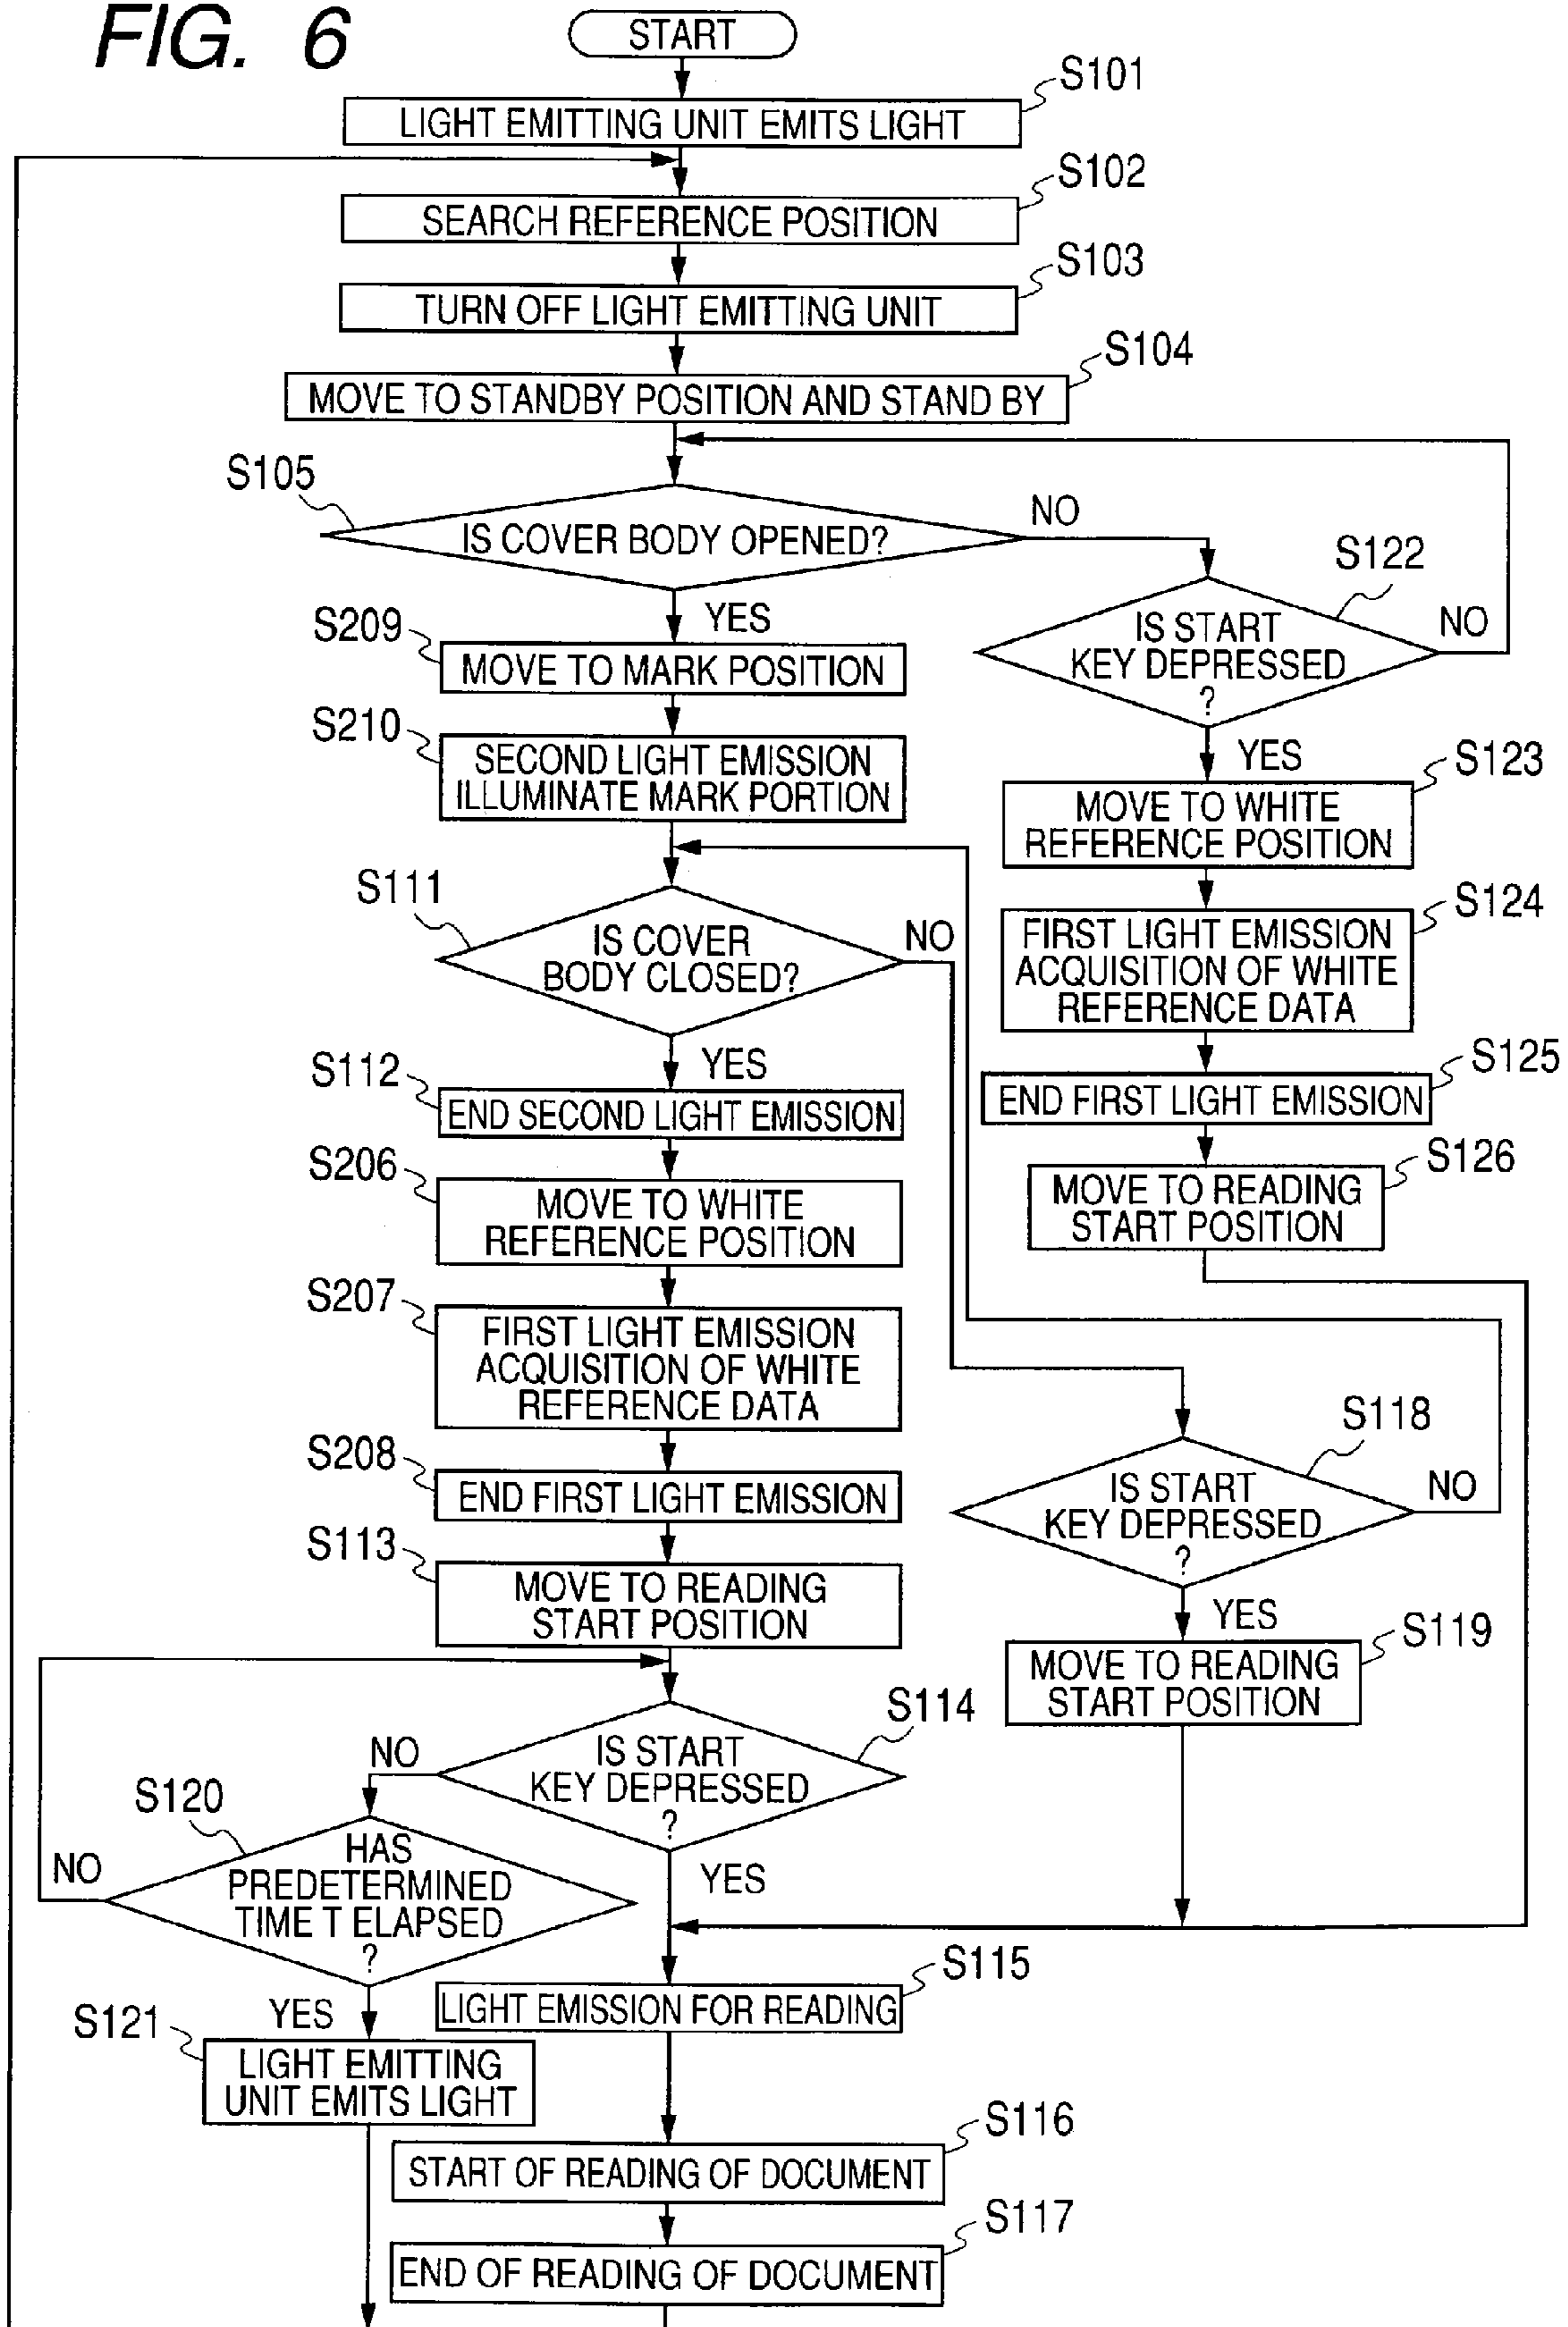 FIG. 6
START
S101
LIGHT EMITTING UNIT EMITS LIGHT
S102
SEARCH REFERENCE POSITION
S103
TURN OFF LIGHT EMITTING UNIT
S104
MOVE TO STANDBY POSITION AND STAND BY
S105
IS COVER BODY OPENED?
NO
YES
S122
IS START
KEY DEPRESSED
?
NO
YES
S209
MOVE TO MARK POSITION
S210
SECOND LIGHT EMISSION
ILLUMINATE MARK PORTION
S123
MOVE TO WHITE
REFERENCE POSITION
S124
FIRST LIGHT EMISSION
ACQUISITION OF WHITE
REFERENCE DATA
S125
END FIRST LIGHT EMISSION
S126
MOVE TO READING
START POSITION
S111
IS COVER
BODY CLOSED?
NO
YES
S112
END SECOND LIGHT EMISSION
S206
MOVE TO WHITE
REFERENCE POSITION
S207
FIRST LIGHT EMISSION
ACQUISITION OF WHITE
REFERENCE DATA
S208
END FIRST LIGHT EMISSION
S113
MOVE TO READING
START POSITION
S118
IS START
KEY DEPRESSED
?
NO
YES
S119
MOVE TO READING
START POSITION
S114
IS START
KEY DEPRESSED
?
NO
YES
S120
HAS
PREDETERMINED
TIME T ELAPSED
?
NO
YES
S121
LIGHT EMITTING
UNIT EMITS LIGHT
S115
LIGHT EMISSION FOR READING
S116
START OF READING OF DOCUMENT
S117
END OF READING OF DOCUMENT